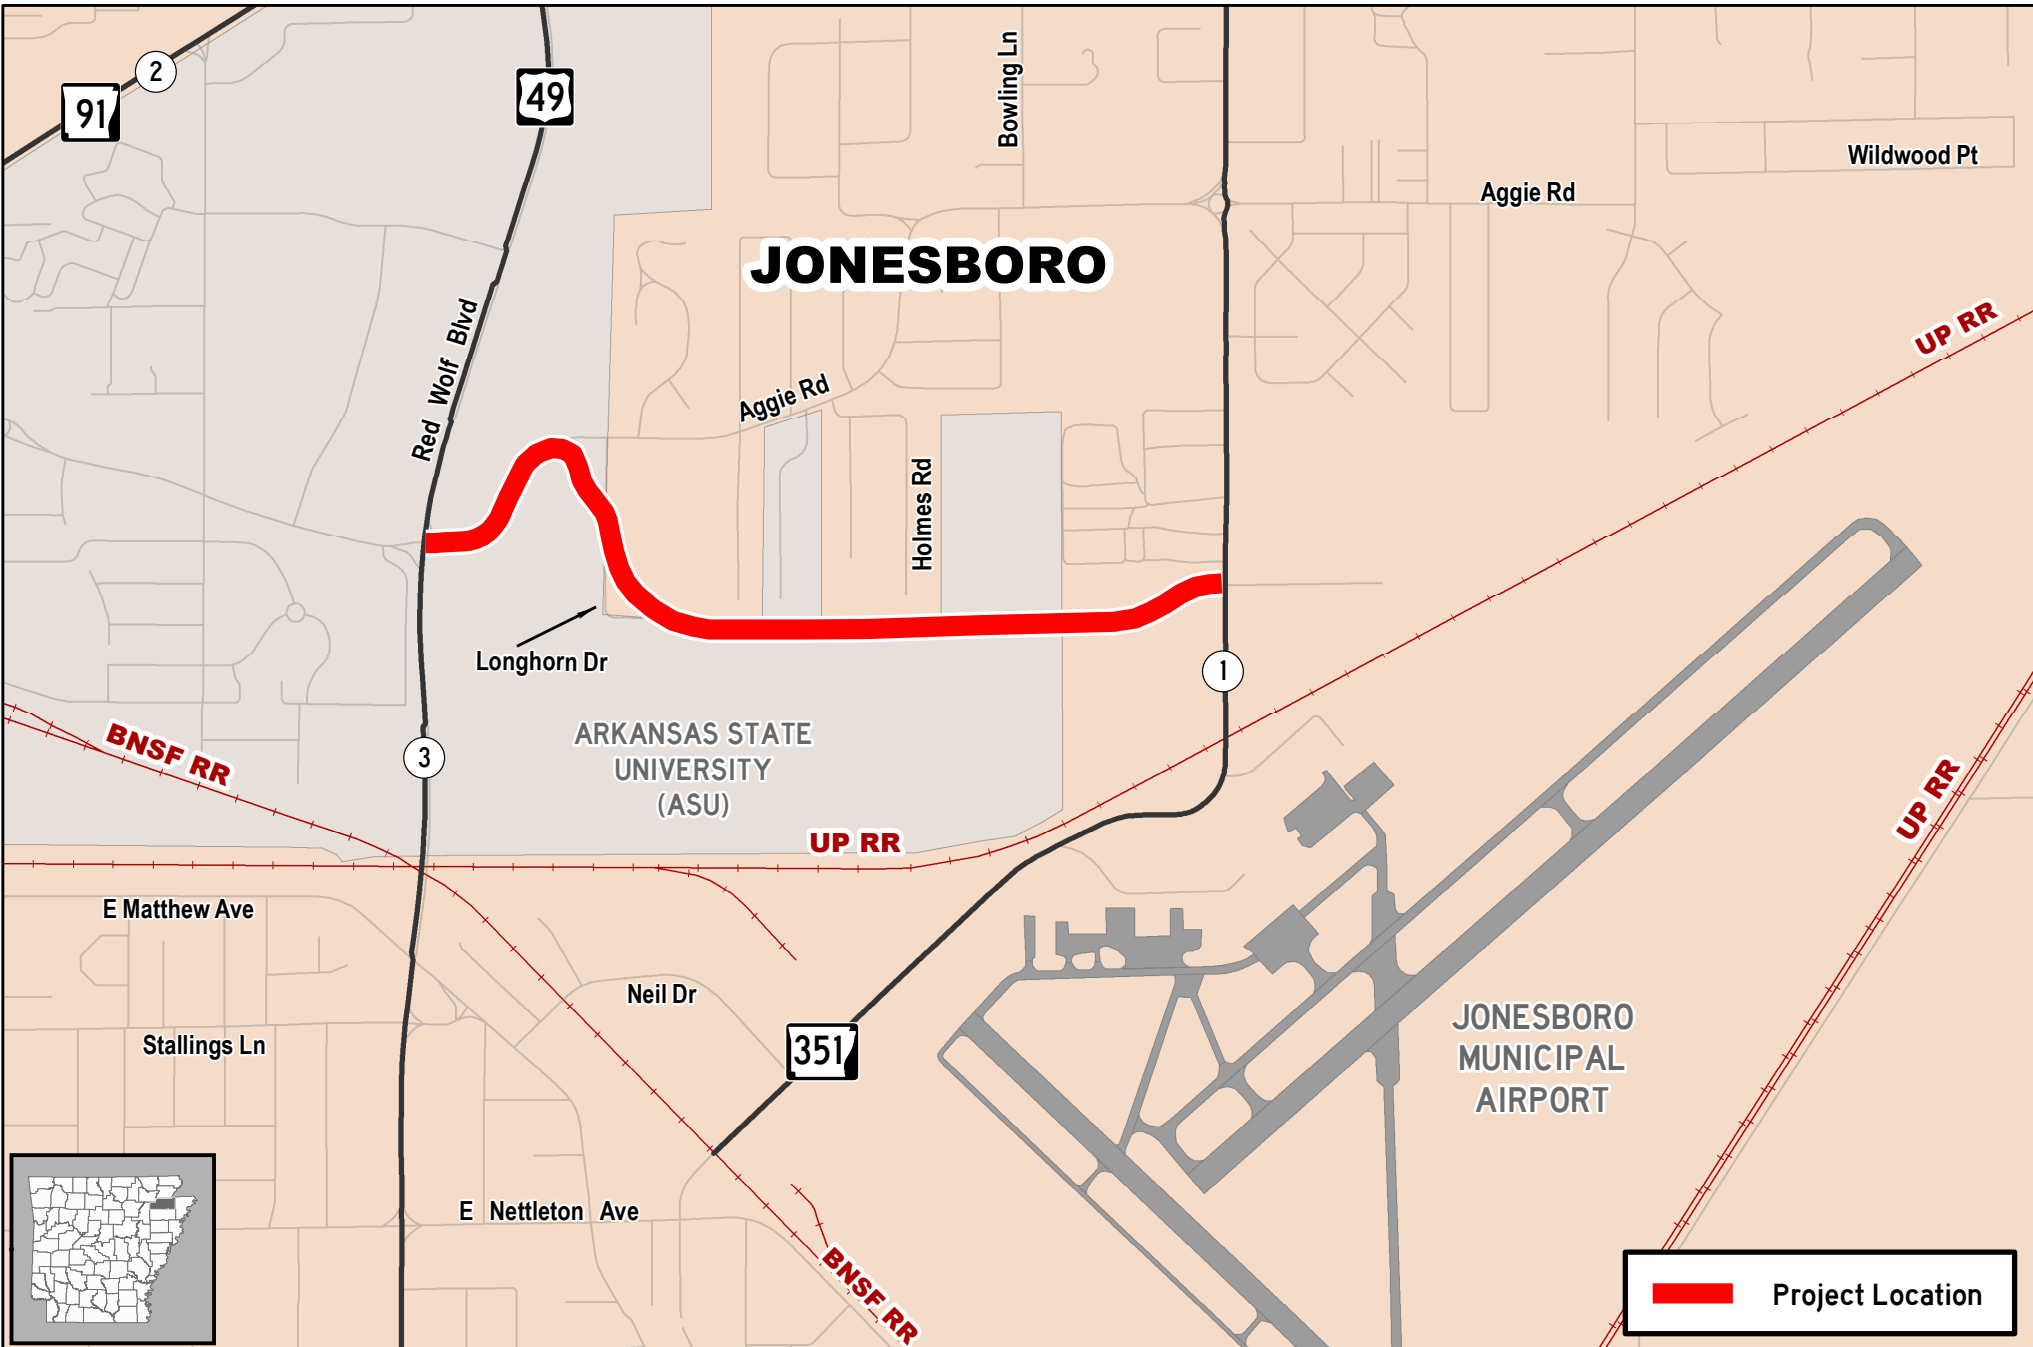 2
91
49
Bowling Ln
Wildwood Pt
Aggie Rd
JONESBORO
UP RR
Red Wolf Blvd
Aggie Rd
Holmes Rd
Longhorn Dr
1
ARKANSAS STATE
UNIVERSITY
(ASU)
BNSF RR
3
UP RR
UP RR
E Matthew Ave
Neil Dr
Stallings Ln
351
JONESBORO
MUNICIPAL
AIRPORT
E Nettleton Ave
BNSF RR
Project Location